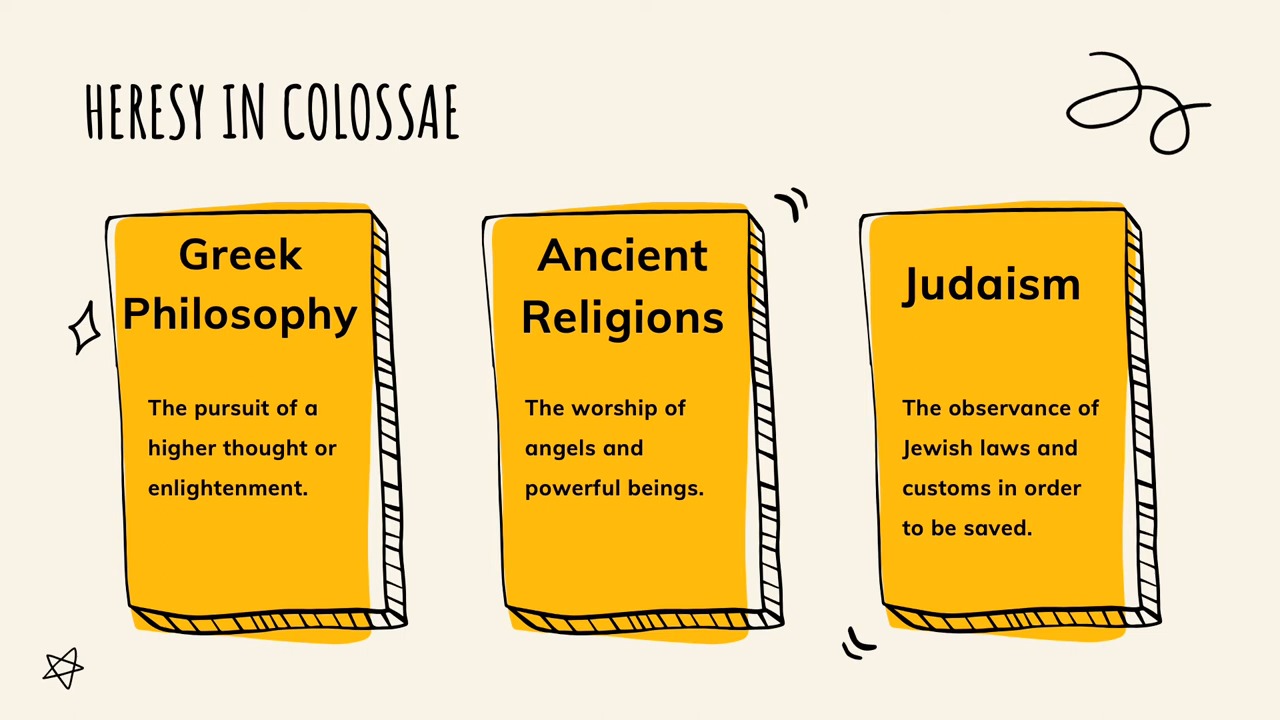 HERESY IN COLOSSAE
Greek
Philosophy
The pursuit of a
higher thought or
enlightenment.
Ancient
Religions
The worship of
angels and
powerful beings.
Judaism
The observance of
Jewish laws and
customs in order
to be saved.